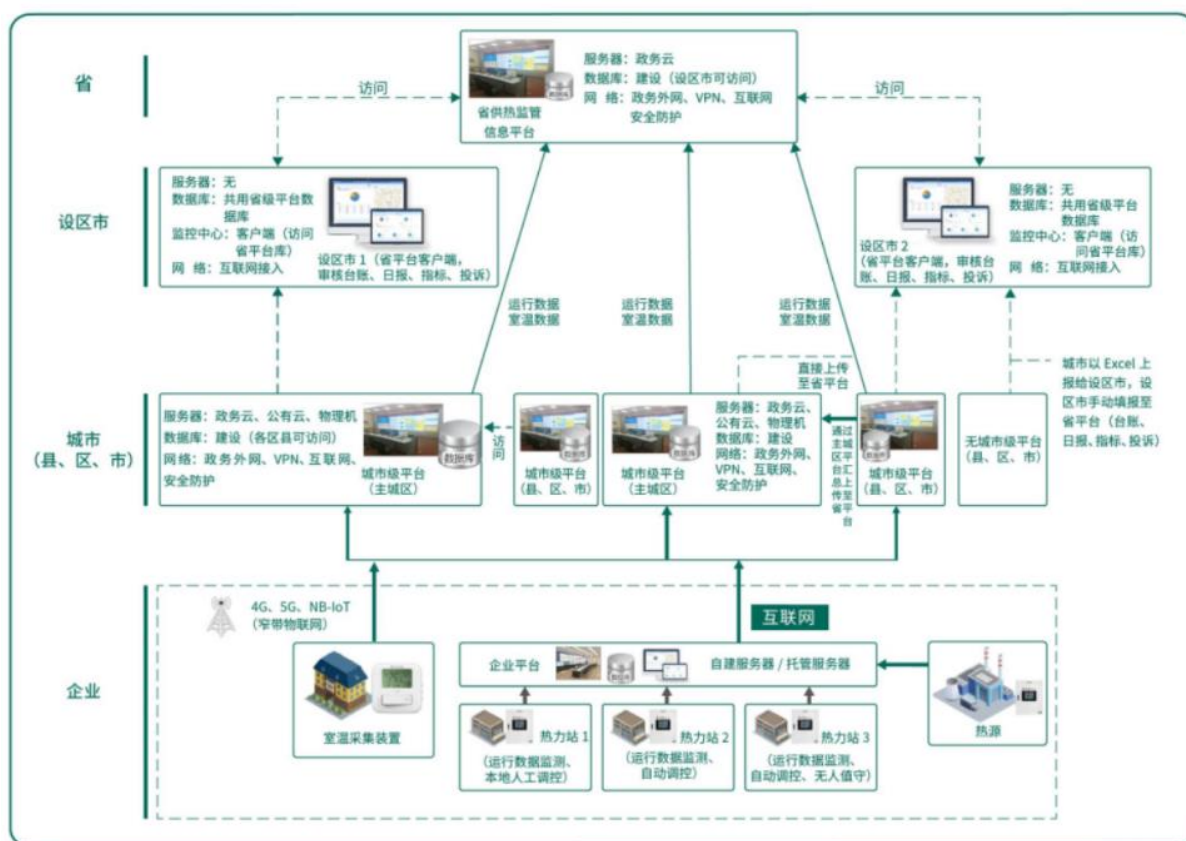 省
服务器：政务云
数据库：建设（设区市可访问）
网 络：政务外网、VPN、互联网
安全防护
省供热监管
信息平台
数据库
访问
访问
设区市
服务器：无
数据库：共用省级平台数
据库
监控中心：客户端（访问
省平台库）
网 络：互联网接入
设区市 1（省平台客户端，
审核台账、日报、指标、投诉）
设区市 2
（省平台客户端，审核台
账、日报、指标、投诉）
服务器：无
数据库：共用省级平台
数据库
监控中心：客户端（访
问省平台库）
网 络：互联网接入
运行数据
室温数据
运行数据
室温数据
运行数据
室温数据
直接上传
至省平台
城市以 Excel 上
报给设区市，设
区市手动填报至
省平台（台账、
日报、指标、投诉）
城市
（县、区、市）
服务器：政务云、公有云、物理机
数据库：建设（各区县可访问）
网络：政务外网、VPN、互联网、
安全防护
数据库
城市级平台
（主城区）
访问
数据库
城市级平台
（县、区、市）
数据库
城市级平台
（主城区）
服务器：政务云、
公有云、物理机
数据库：建设
网络：政务外网、
VPN、互联网、
安全防护
通过主城区平台汇总上传至省平台
数据库
城市级平台
（县、区、市）
无城市级平台
（县、区、市）
企业
4G、5G、NB-IoT
（窄带物联网）
互联网
室温采集装置
企业平台
数据库
自建服务器 / 托管服务器
热源
热力站 1
（运行数据监测、
本地人工调控）
热力站 2
（运行数据监测、
自动调控）
热力站 3
（运行数据监测、
自动调控、无人值守）